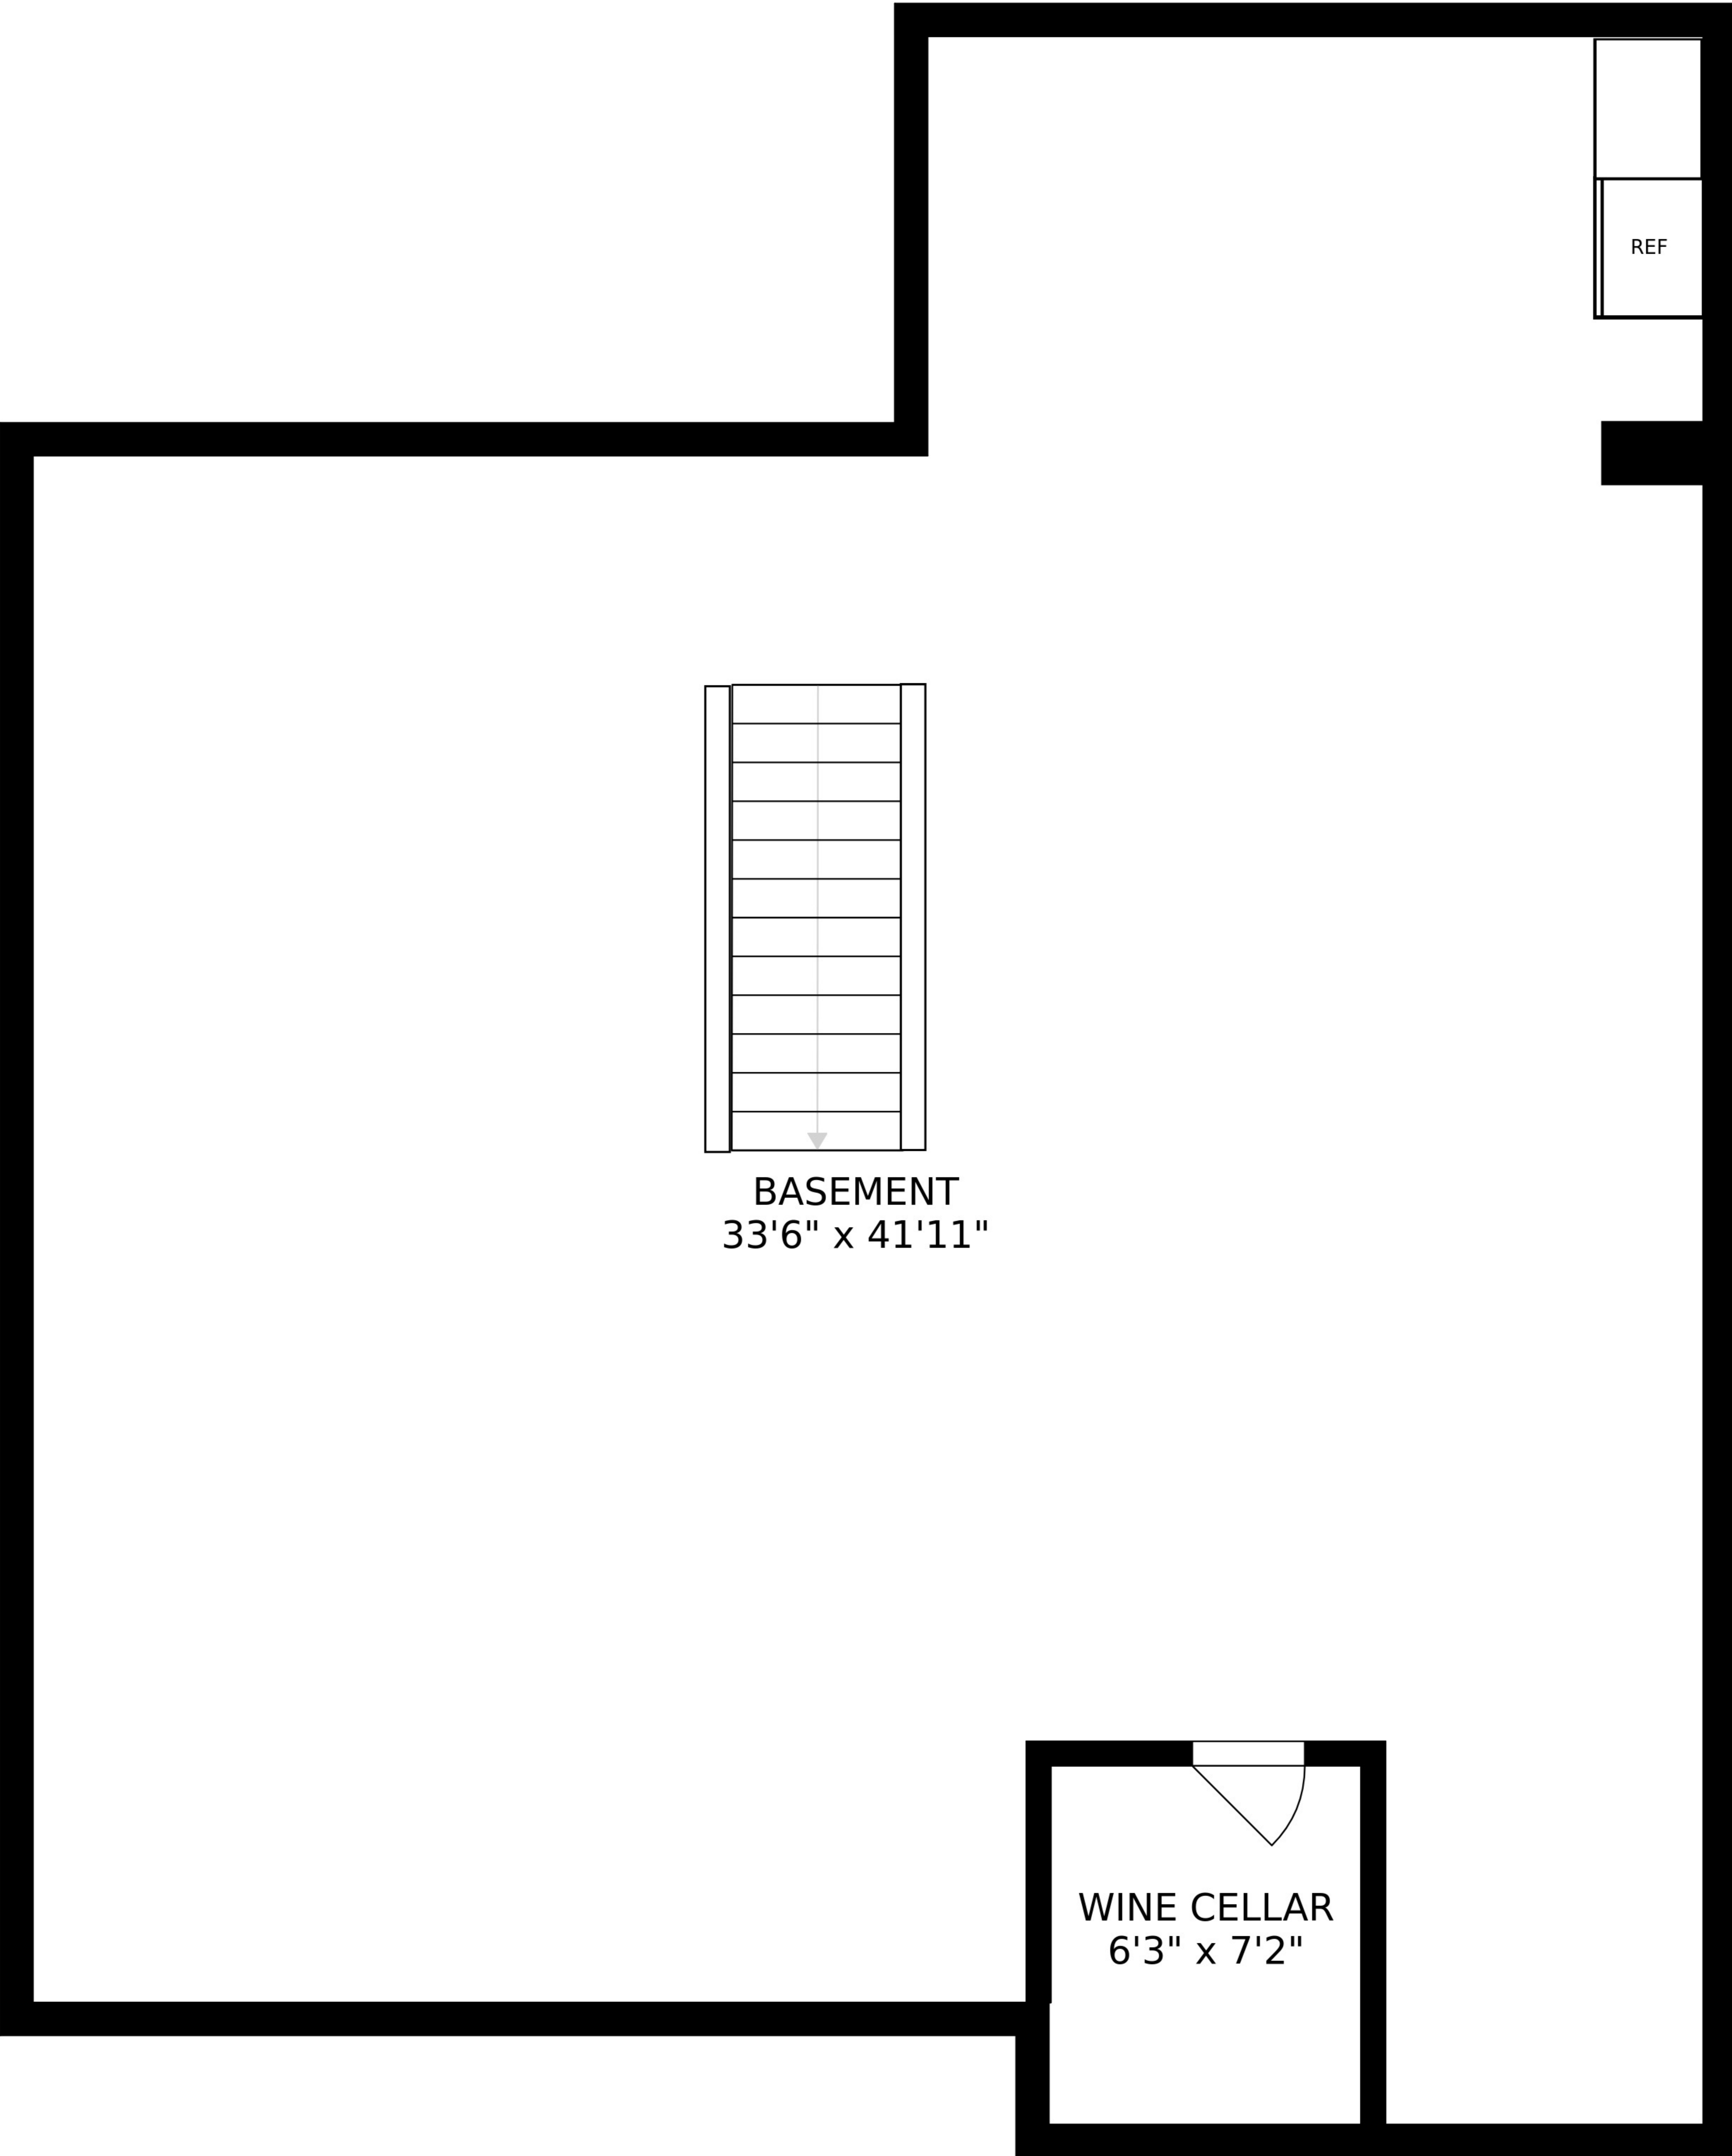 REF
BASEMENT
33'6" x 41'11"
WINE CELLAR
6'3" x 7'2"